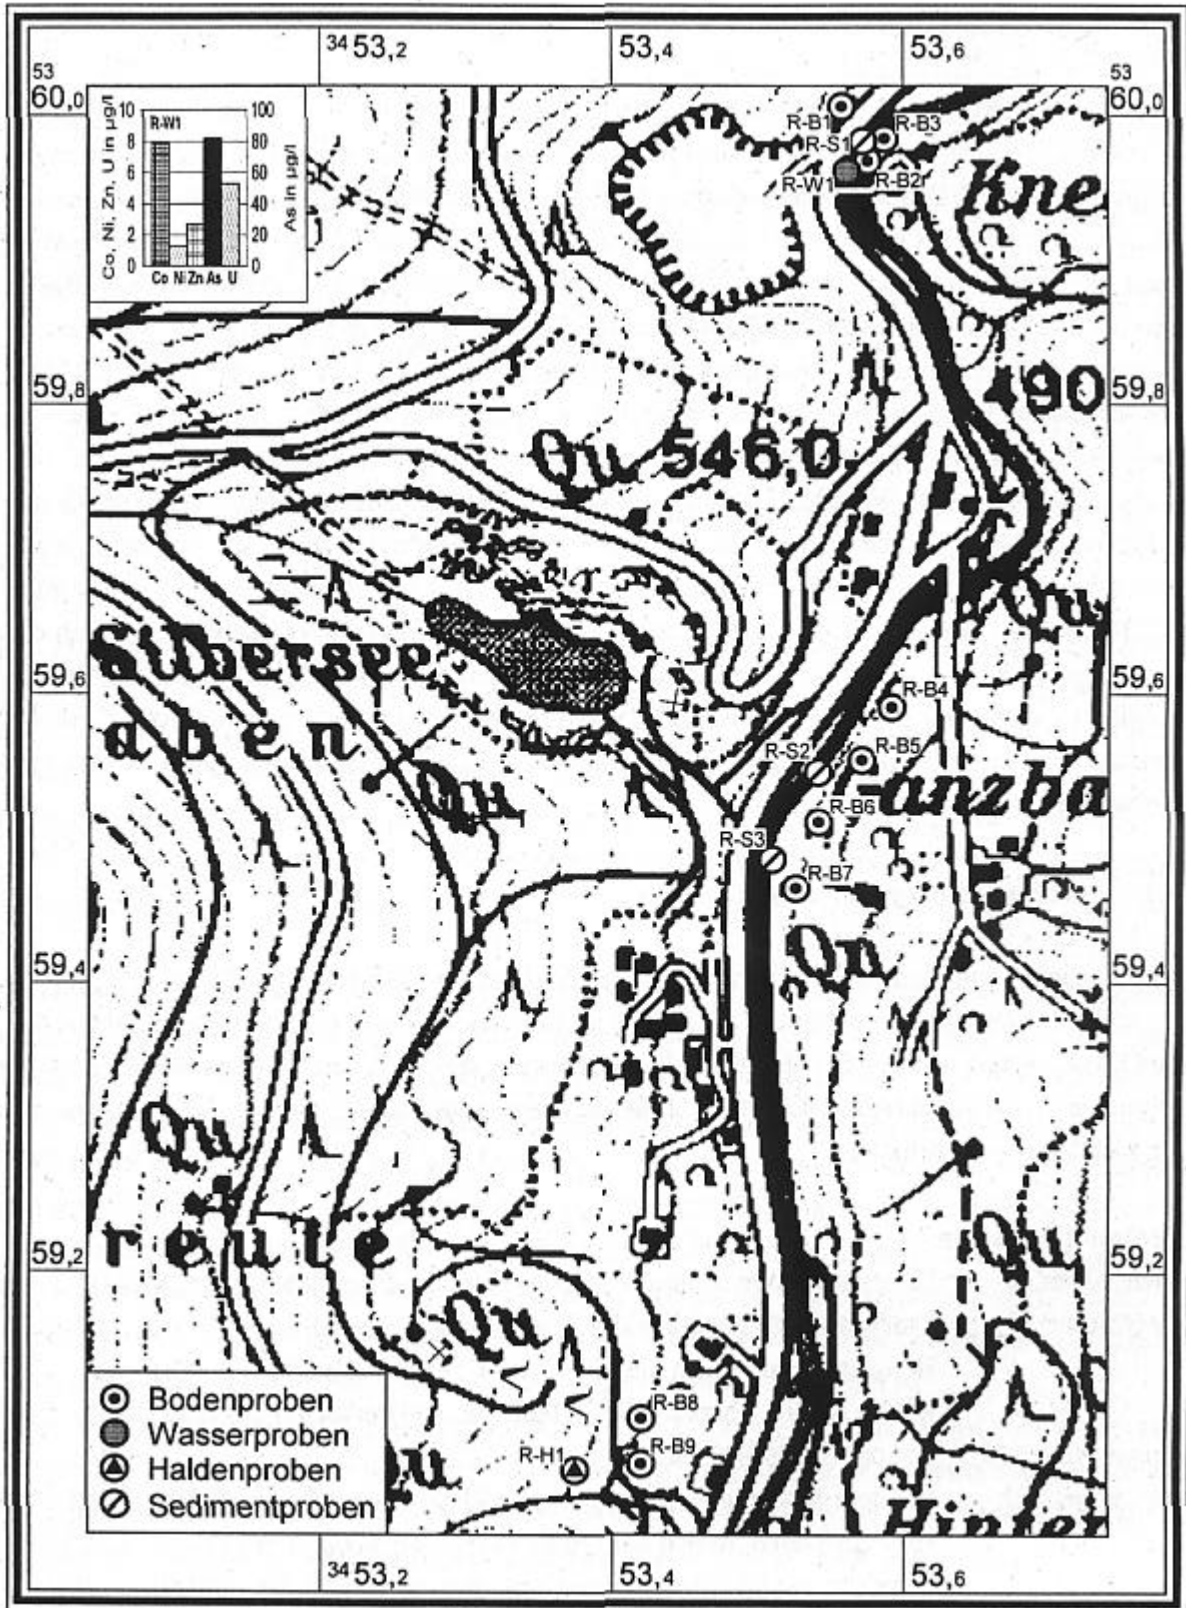 34 53,2 53,4 53,6
53 60,0
53 60,0
Co, Ni, Zn, U in µg/l
10 8 6 4 2 0
R-W1
100 80 60 40 20 0
As in µg/l
Co Ni Zn As U
R-B1
R-B3
R-S1
R-W1
R-B2
Kne
59,8
490
59,8
Qu 546,0
Qu
Silbersee
59,6
R-B4
59,6
aben
R-S2
R-B5
Qu
anzba
R-B6
R-S3
R-B7
Qu
59,4
59,4
Qu
59,2
reute
Qu
59,2
Qu
Bodenproben
R-B8
Wasserproben
R-B9
Haldenproben
R-H1
Sedimentproben
Hinter
34 53,2 53,4 53,6